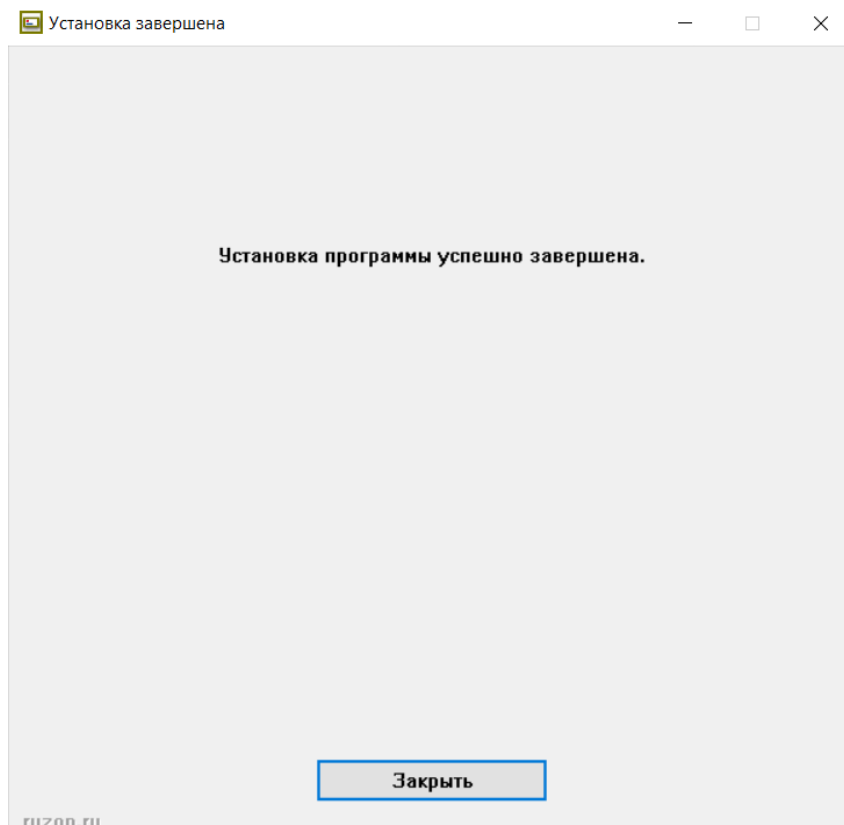 Установка завершена
Установка программы успешно завершена.
Закрыть